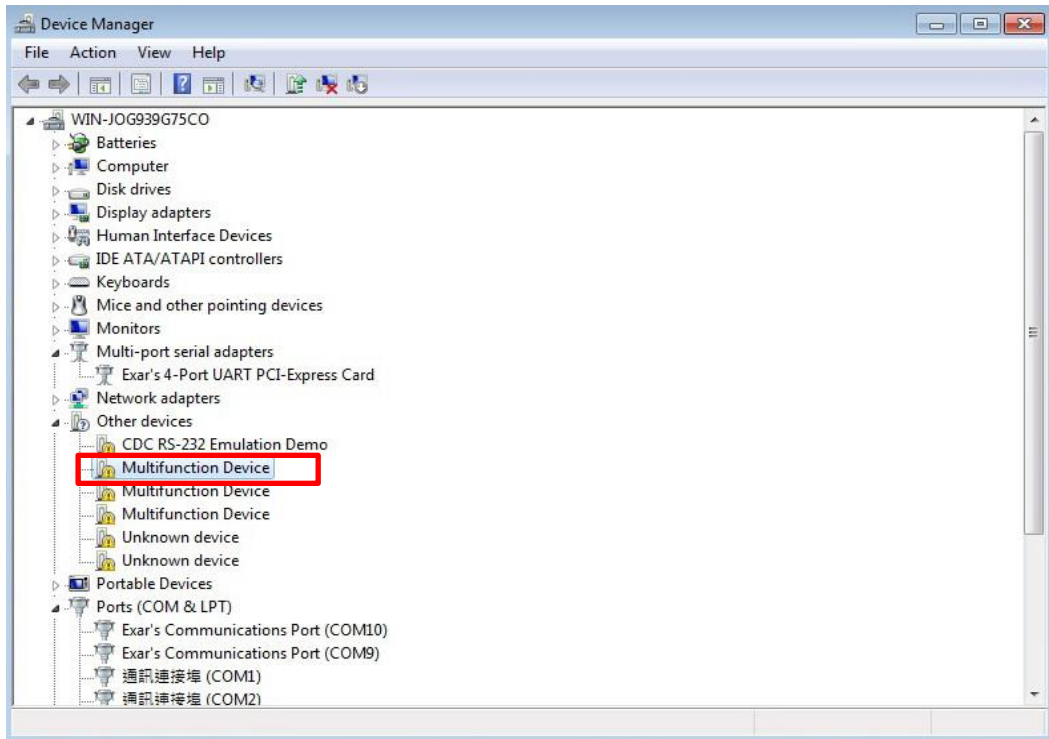 Device Manager
File Action View Help
WIN-JOG939G75CO
Batteries
Computer
Disk drives
Display adapters
Human Interface Devices
IDE ATA/ATAPI controllers
Keyboards
Mice and other pointing devices
Monitors
Multi-port serial adapters
Exar's 4-Port UART PCI-Express Card
Network adapters
Other devices
CDC RS-232 Emulation Demo
Multifunction Device
Multifunction Device
Multifunction Device
Unknown device
Unknown device
Portable Devices
Ports (COM & LPT)
Exar's Communications Port (COM10)
Exar's Communications Port (COM9)
通訊連接埠 (COM1)
通訊連接埠 (COM2)